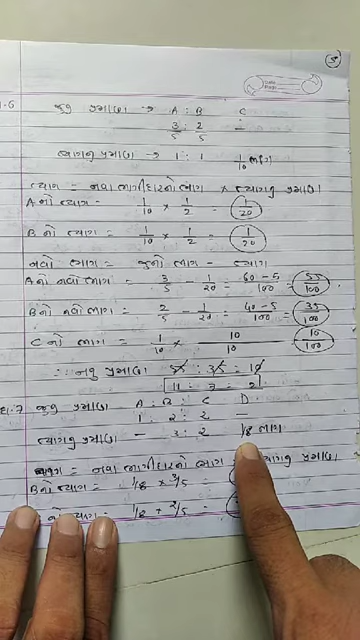 જુનું પ્રમાણ → A : B C
3/5 : 2/5 —
ત્યાગનું પ્રમાણ → 1 : 1 1/10 ભાગ
ત્યાગ = નવા ભાગીદારનો ભાગ × ત્યાગનું પ્રમાણ
A નો ત્યાગ = 1/10 × 1/2 = 1/20
B નો ત્યાગ = 1/10 × 1/2 = 1/20
નવો ભાગ = જુનો ભાગ - ત્યાગ
A નો નવો ભાગ = 3/5 - 1/20 = 60 - 5/100 = 55/100
B નો નવો ભાગ = 2/5 - 1/20 = 40 - 5/100 = 35/100
C નો ભાગ = 1/10 × 10/10 10/100
∴ નવું પ્રમાણ 55 : 35 : 10
11 : 7 : 2
દા.7 જુનું પ્રમાણ A : B : C D
1 : 2 : 2
ત્યાગનું પ્રમાણ — 3 : 2 1/8 ભાગ
= નવા ભાગીદારનો ભાગ ત્યાગનું પ્રમાણ
B નો ત્યાગ = 1/8 × 3/5 =
નો ત્યાગ = 1/8 × 2/5 =